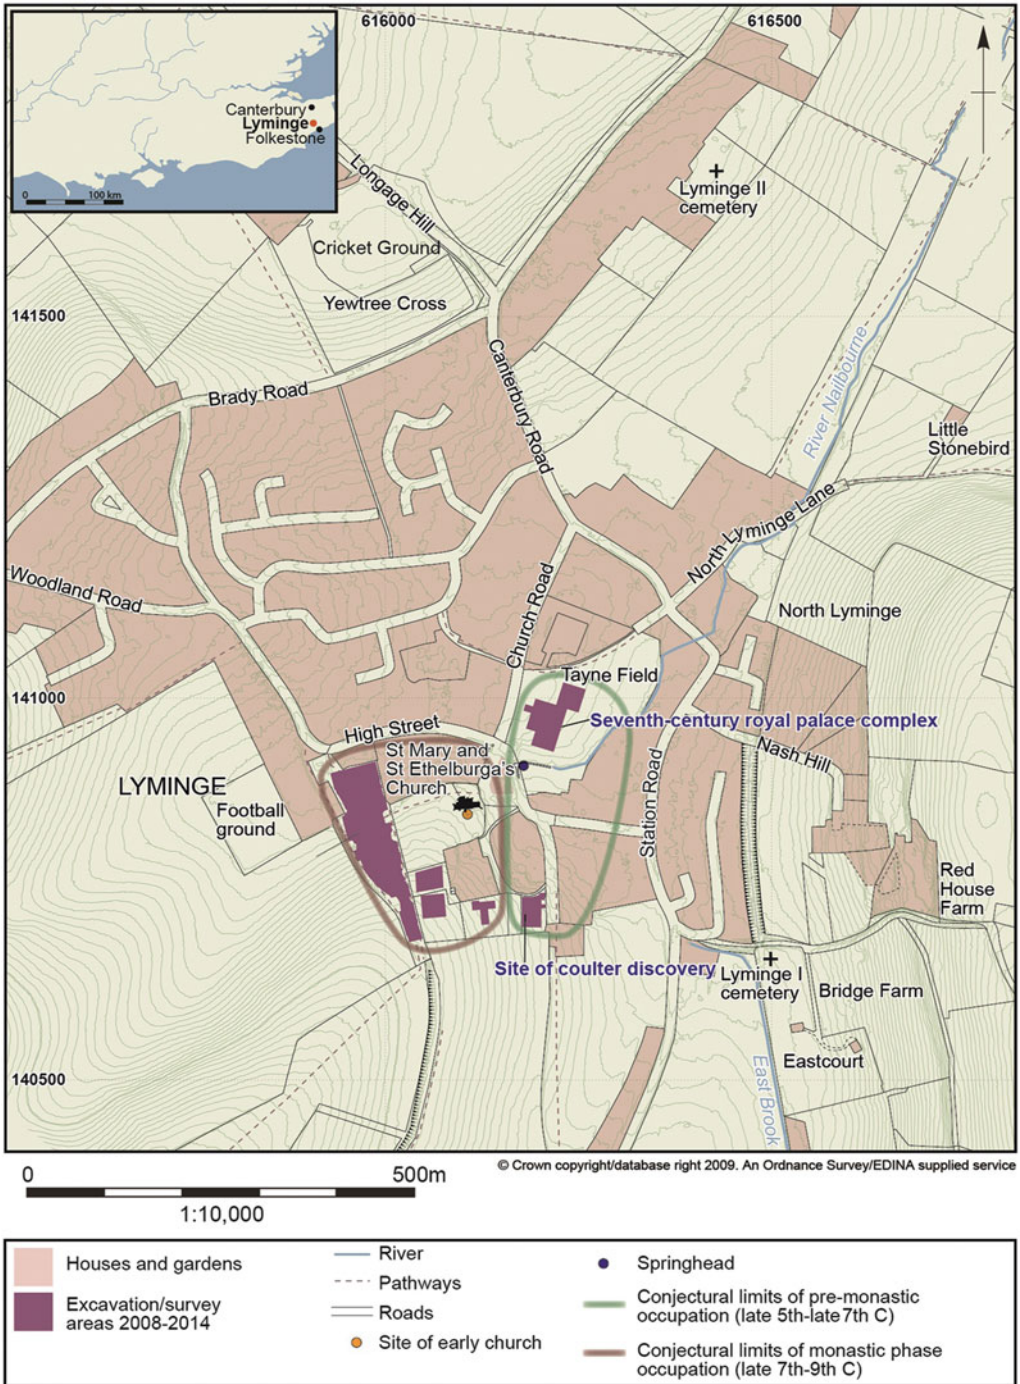 616000
616500
Canterbury
Lyminge
Folkestone
0
100 km
Longage Hill
Lyminge II
cemetery
Cricket Ground
Yewtree Cross
141500
Canterbury Road
River Nailbourne
Brady Road
Little
Stonebird
North Lyminge Lane
Woodland Road
Church Road
North Lyminge
Tayne Field
141000
Seventh-century royal palace complex
High Street
St Mary and
St Ethelburga's
Church
Nash Hill
LYMINGE
Football
ground
Station Road
Red
House
Farm
Site of coulter discovery
Lyminge I
cemetery
Bridge Farm
Eastcourt
140500
East Brook
© Crown copyright/database right 2009. An Ordnance Survey/EDINA supplied service
0
500m
1:10,000
Houses and gardens
Excavation/survey
areas 2008-2014
River
Pathways
Roads
Site of early church
Springhead
Conjectural limits of pre-monastic
occupation (late 5th-late7th C)
Conjectural limits of monastic phase
occupation (late 7th-9th C)